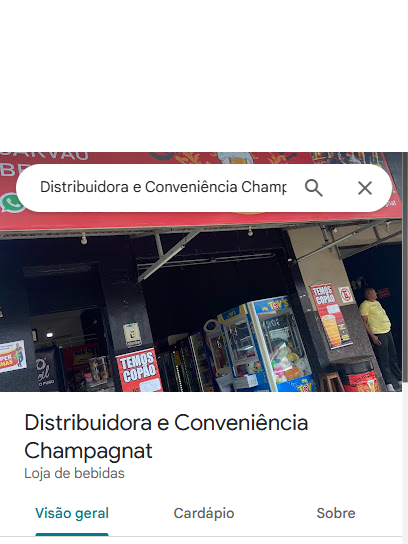 CARVÃO
BE
Distribuidora e Conveniência Champ
TOY'S
TEMOS
COPÃO
TEMOS
COPÃO
Distribuidora e Conveniência
Champagnat
Loja de bebidas
Visão geral
Cardápio
Sobre